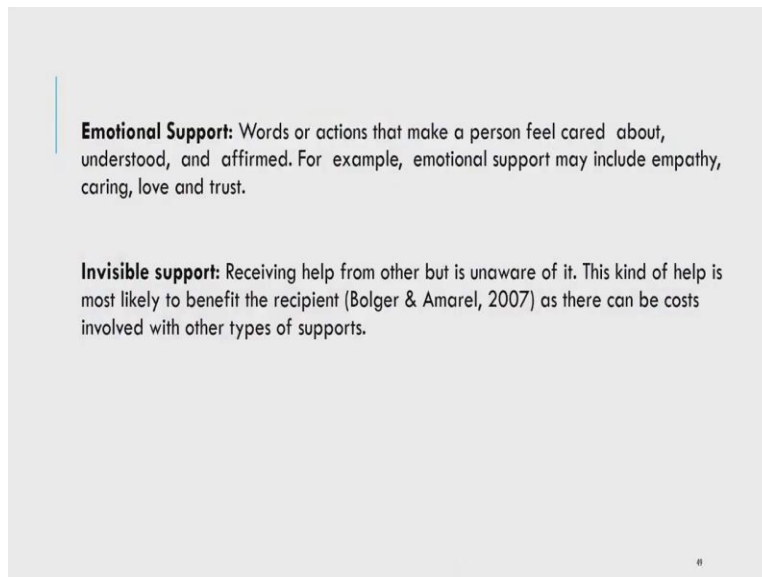 Emotional Support: Words or actions that make a person feel cared about,
understood, and affirmed. For example, emotional support may include empathy,
caring, love and trust.
Invisible support: Receiving help from other but is unaware of it. This kind of help is
most likely to benefit the recipient (Bolger & Amarel, 2007) as there can be costs
involved with other types of supports.